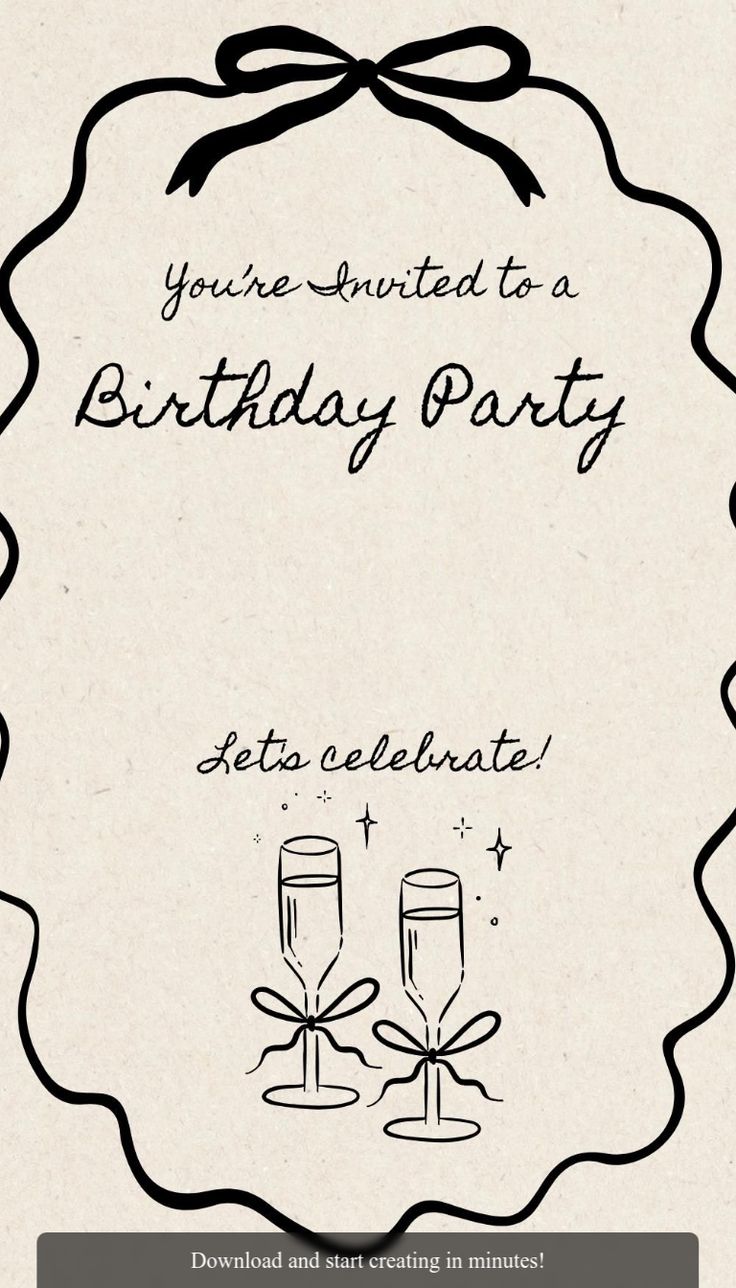 You're Invited to a
Birthday Party
Let's celebrate!
Download and start creating in minutes!